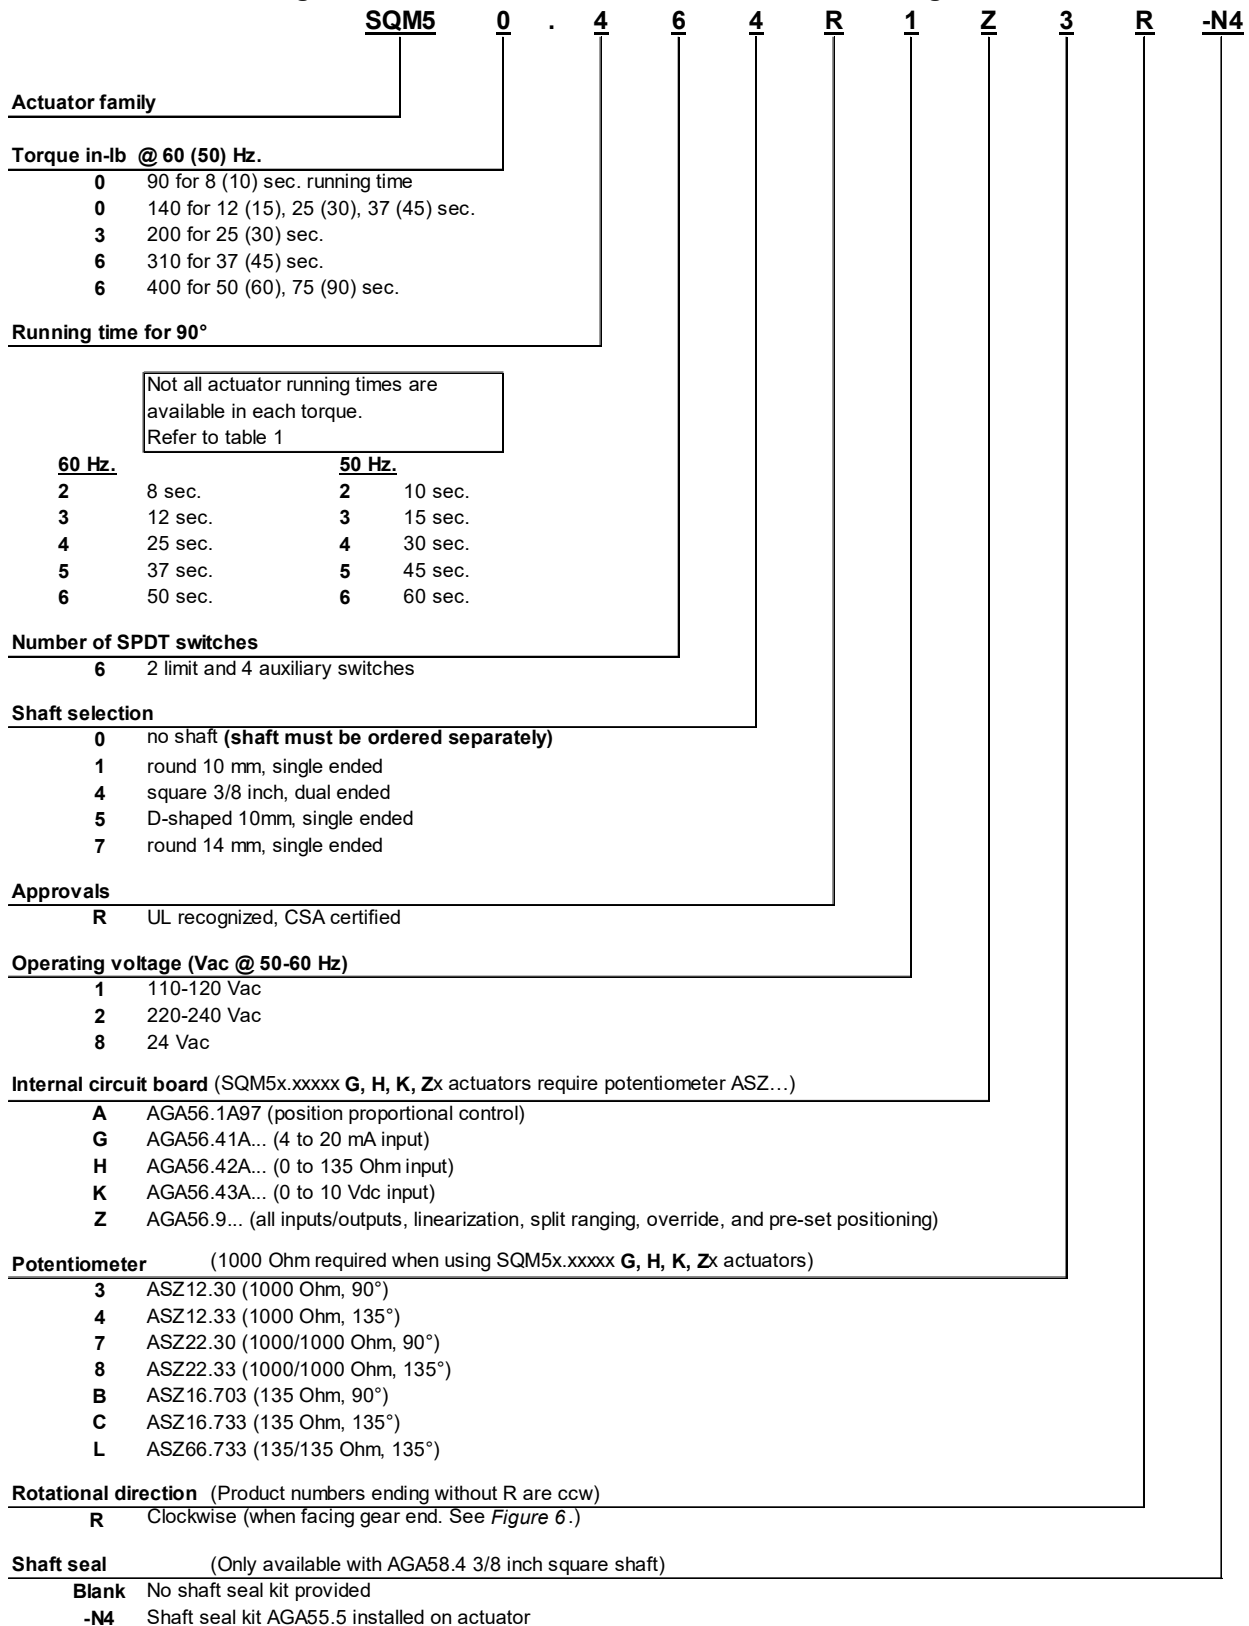 SQM5 0 . 4 6 4 R 1 Z 3 R -N4
Actuator family
Torque in-lb @ 60 (50) Hz.
0 90 for 8 (10) sec. running time
0 140 for 12 (15), 25 (30), 37 (45) sec.
3 200 for 25 (30) sec.
6 310 for 37 (45) sec.
6 400 for 50 (60), 75 (90) sec.
Running time for 90°
Not all actuator running times are
available in each torque.
Refer to table 1
60 Hz. 50 Hz.
2 8 sec. 2 10 sec.
3 12 sec. 3 15 sec.
4 25 sec. 4 30 sec.
5 37 sec. 5 45 sec.
6 50 sec. 6 60 sec.
Number of SPDT switches
6 2 limit and 4 auxiliary switches
Shaft selection
0 no shaft (shaft must be ordered separately)
1 round 10 mm, single ended
4 square 3/8 inch, dual ended
5 D-shaped 10mm, single ended
7 round 14 mm, single ended
Approvals
R UL recognized, CSA certified
Operating voltage (Vac @ 50-60 Hz)
1 110-120 Vac
2 220-240 Vac
8 24 Vac
Internal circuit board (SQM5x.xxxxx G, H, K, Zx actuators require potentiometer ASZ…)
A AGA56.1A97 (position proportional control)
G AGA56.41A... (4 to 20 mA input)
H AGA56.42A... (0 to 135 Ohm input)
K AGA56.43A... (0 to 10 Vdc input)
Z AGA56.9... (all inputs/outputs, linearization, split ranging, override, and pre-set positioning)
Potentiometer (1000 Ohm required when using SQM5x.xxxxx G, H, K, Zx actuators)
3 ASZ12.30 (1000 Ohm, 90°)
4 ASZ12.33 (1000 Ohm, 135°)
7 ASZ22.30 (1000/1000 Ohm, 90°)
8 ASZ22.33 (1000/1000 Ohm, 135°)
B ASZ16.703 (135 Ohm, 90°)
C ASZ16.733 (135 Ohm, 135°)
L ASZ66.733 (135/135 Ohm, 135°)
Rotational direction (Product numbers ending without R are ccw)
R Clockwise (when facing gear end. See Figure 6.)
Shaft seal (Only available with AGA58.4 3/8 inch square shaft)
Blank No shaft seal kit provided
-N4 Shaft seal kit AGA55.5 installed on actuator